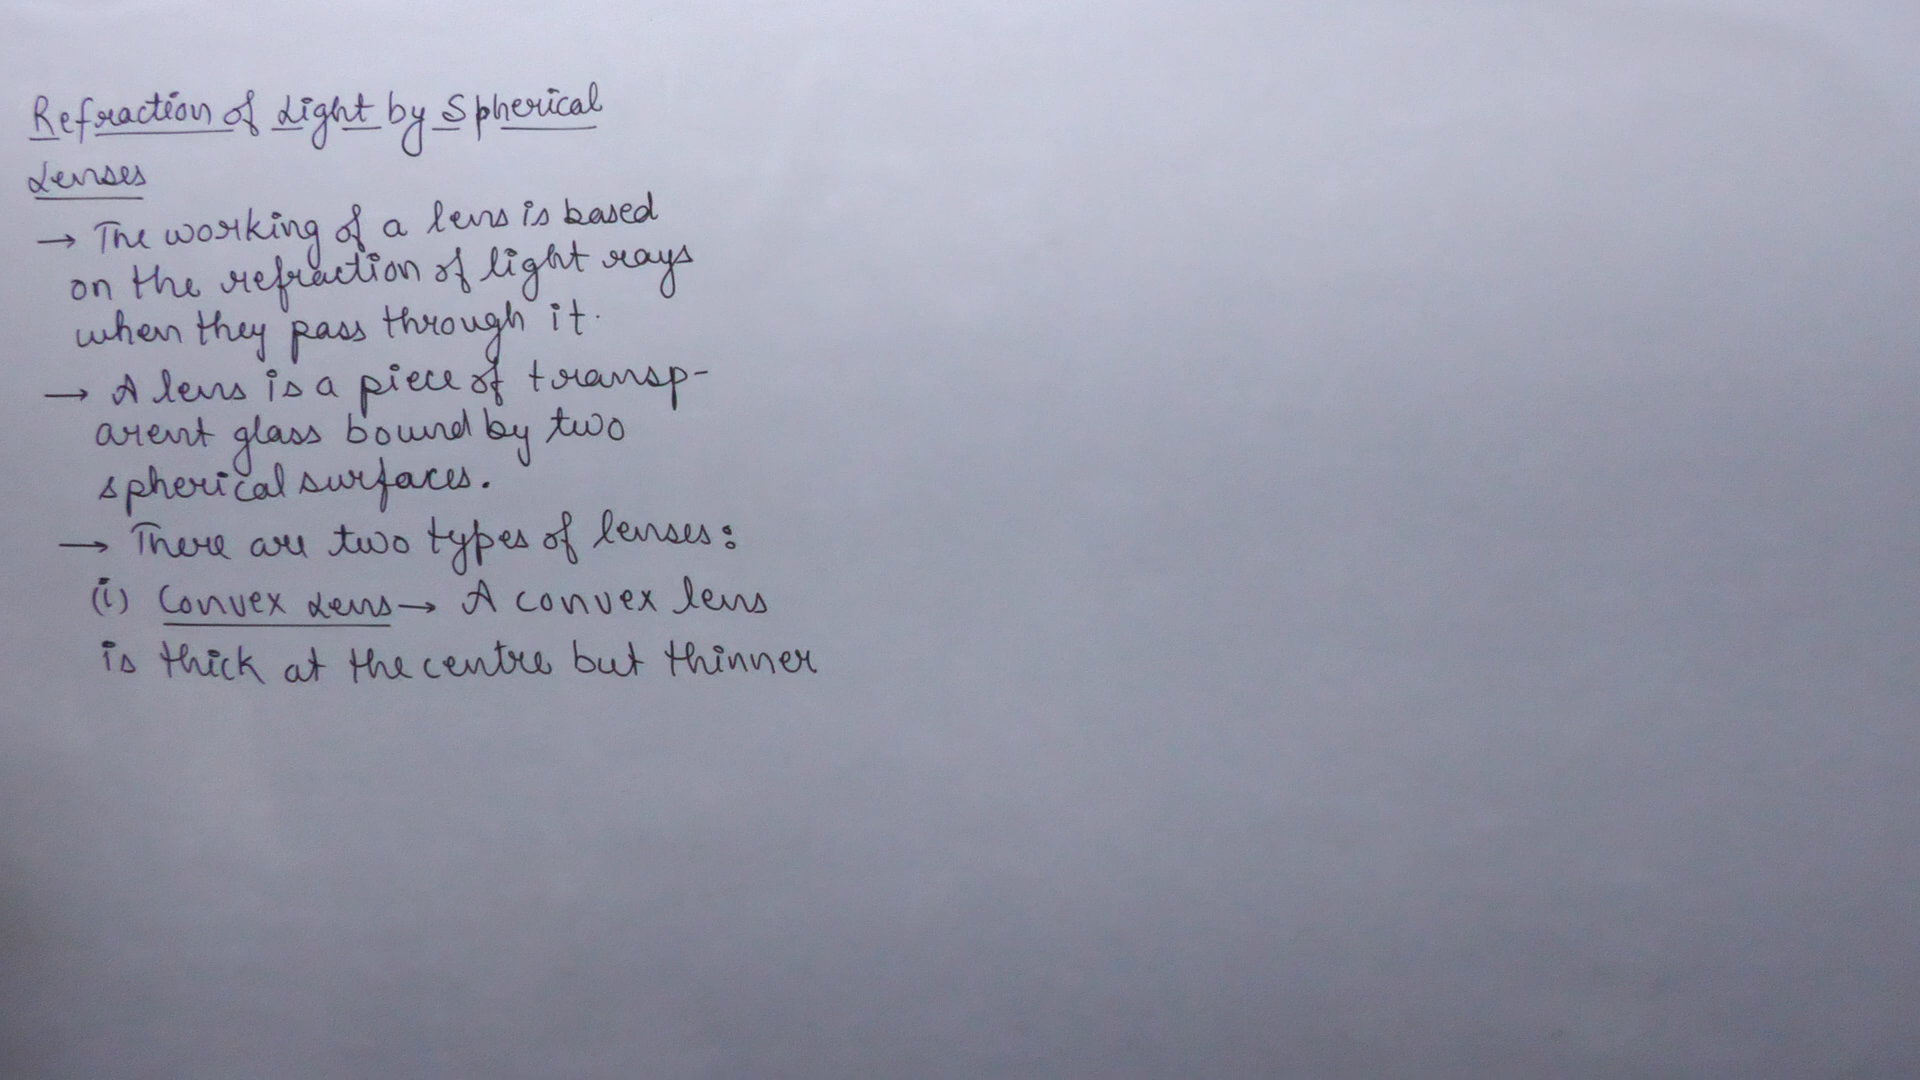 Refraction of Light by Spherical
Lenses
→ The working of a lens is based
on the refraction of light rays
when they pass through it.
→ A lens is a piece of transp-
arent glass bound by two
spherical surfaces.
→ There are two types of lenses:
(i) Convex Lens → A convex lens
is thick at the centre but thinner